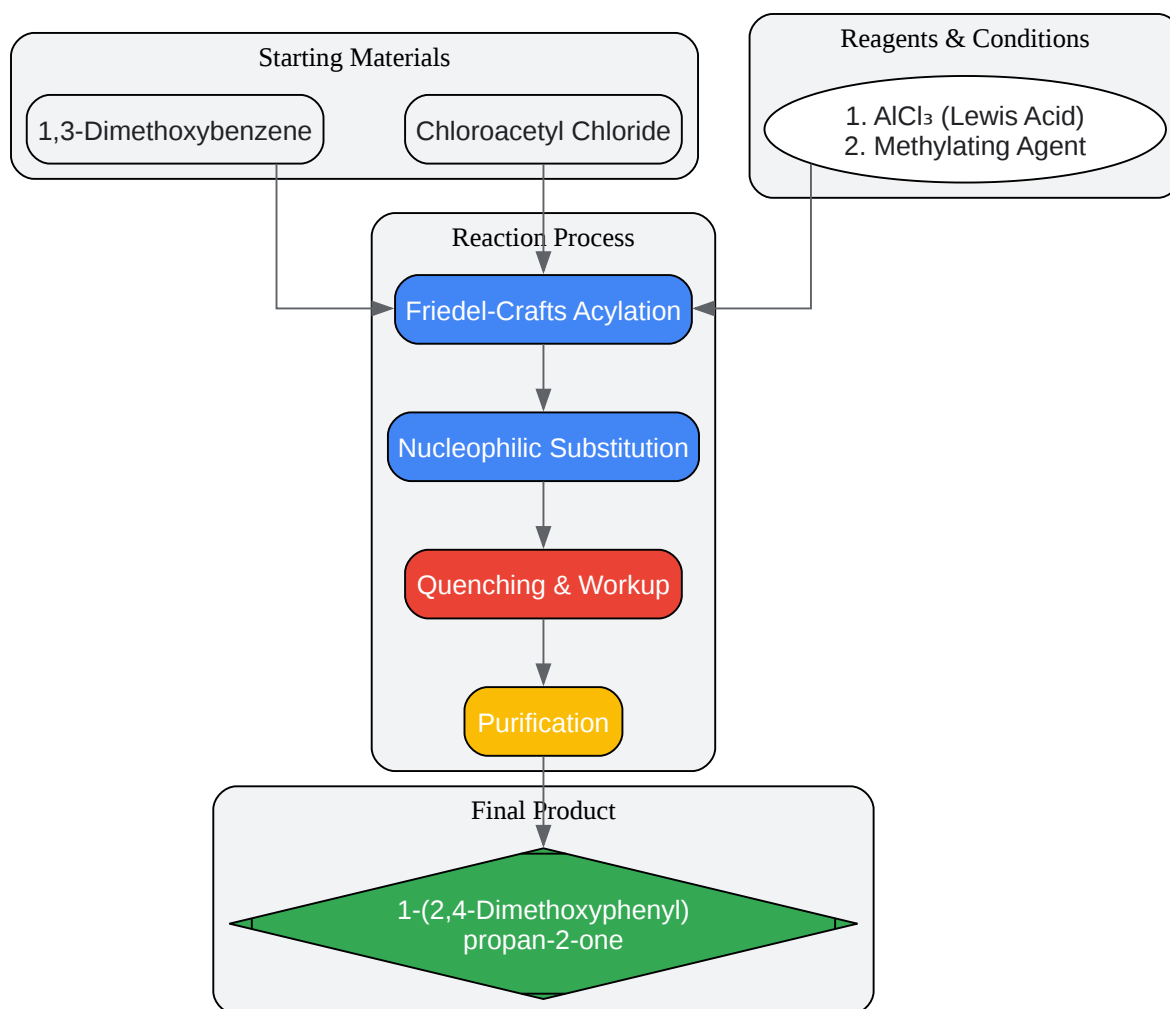 Starting Materials
1,3-Dimethoxybenzene
Chloroacetyl Chloride
Reagents & Conditions
1. AlCl₃ (Lewis Acid)
2. Methylating Agent
Reaction Process
Friedel-Crafts Acylation
Nucleophilic Substitution
Quenching & Workup
Purification
Final Product
1-(2,4-Dimethoxyphenyl)
propan-2-one